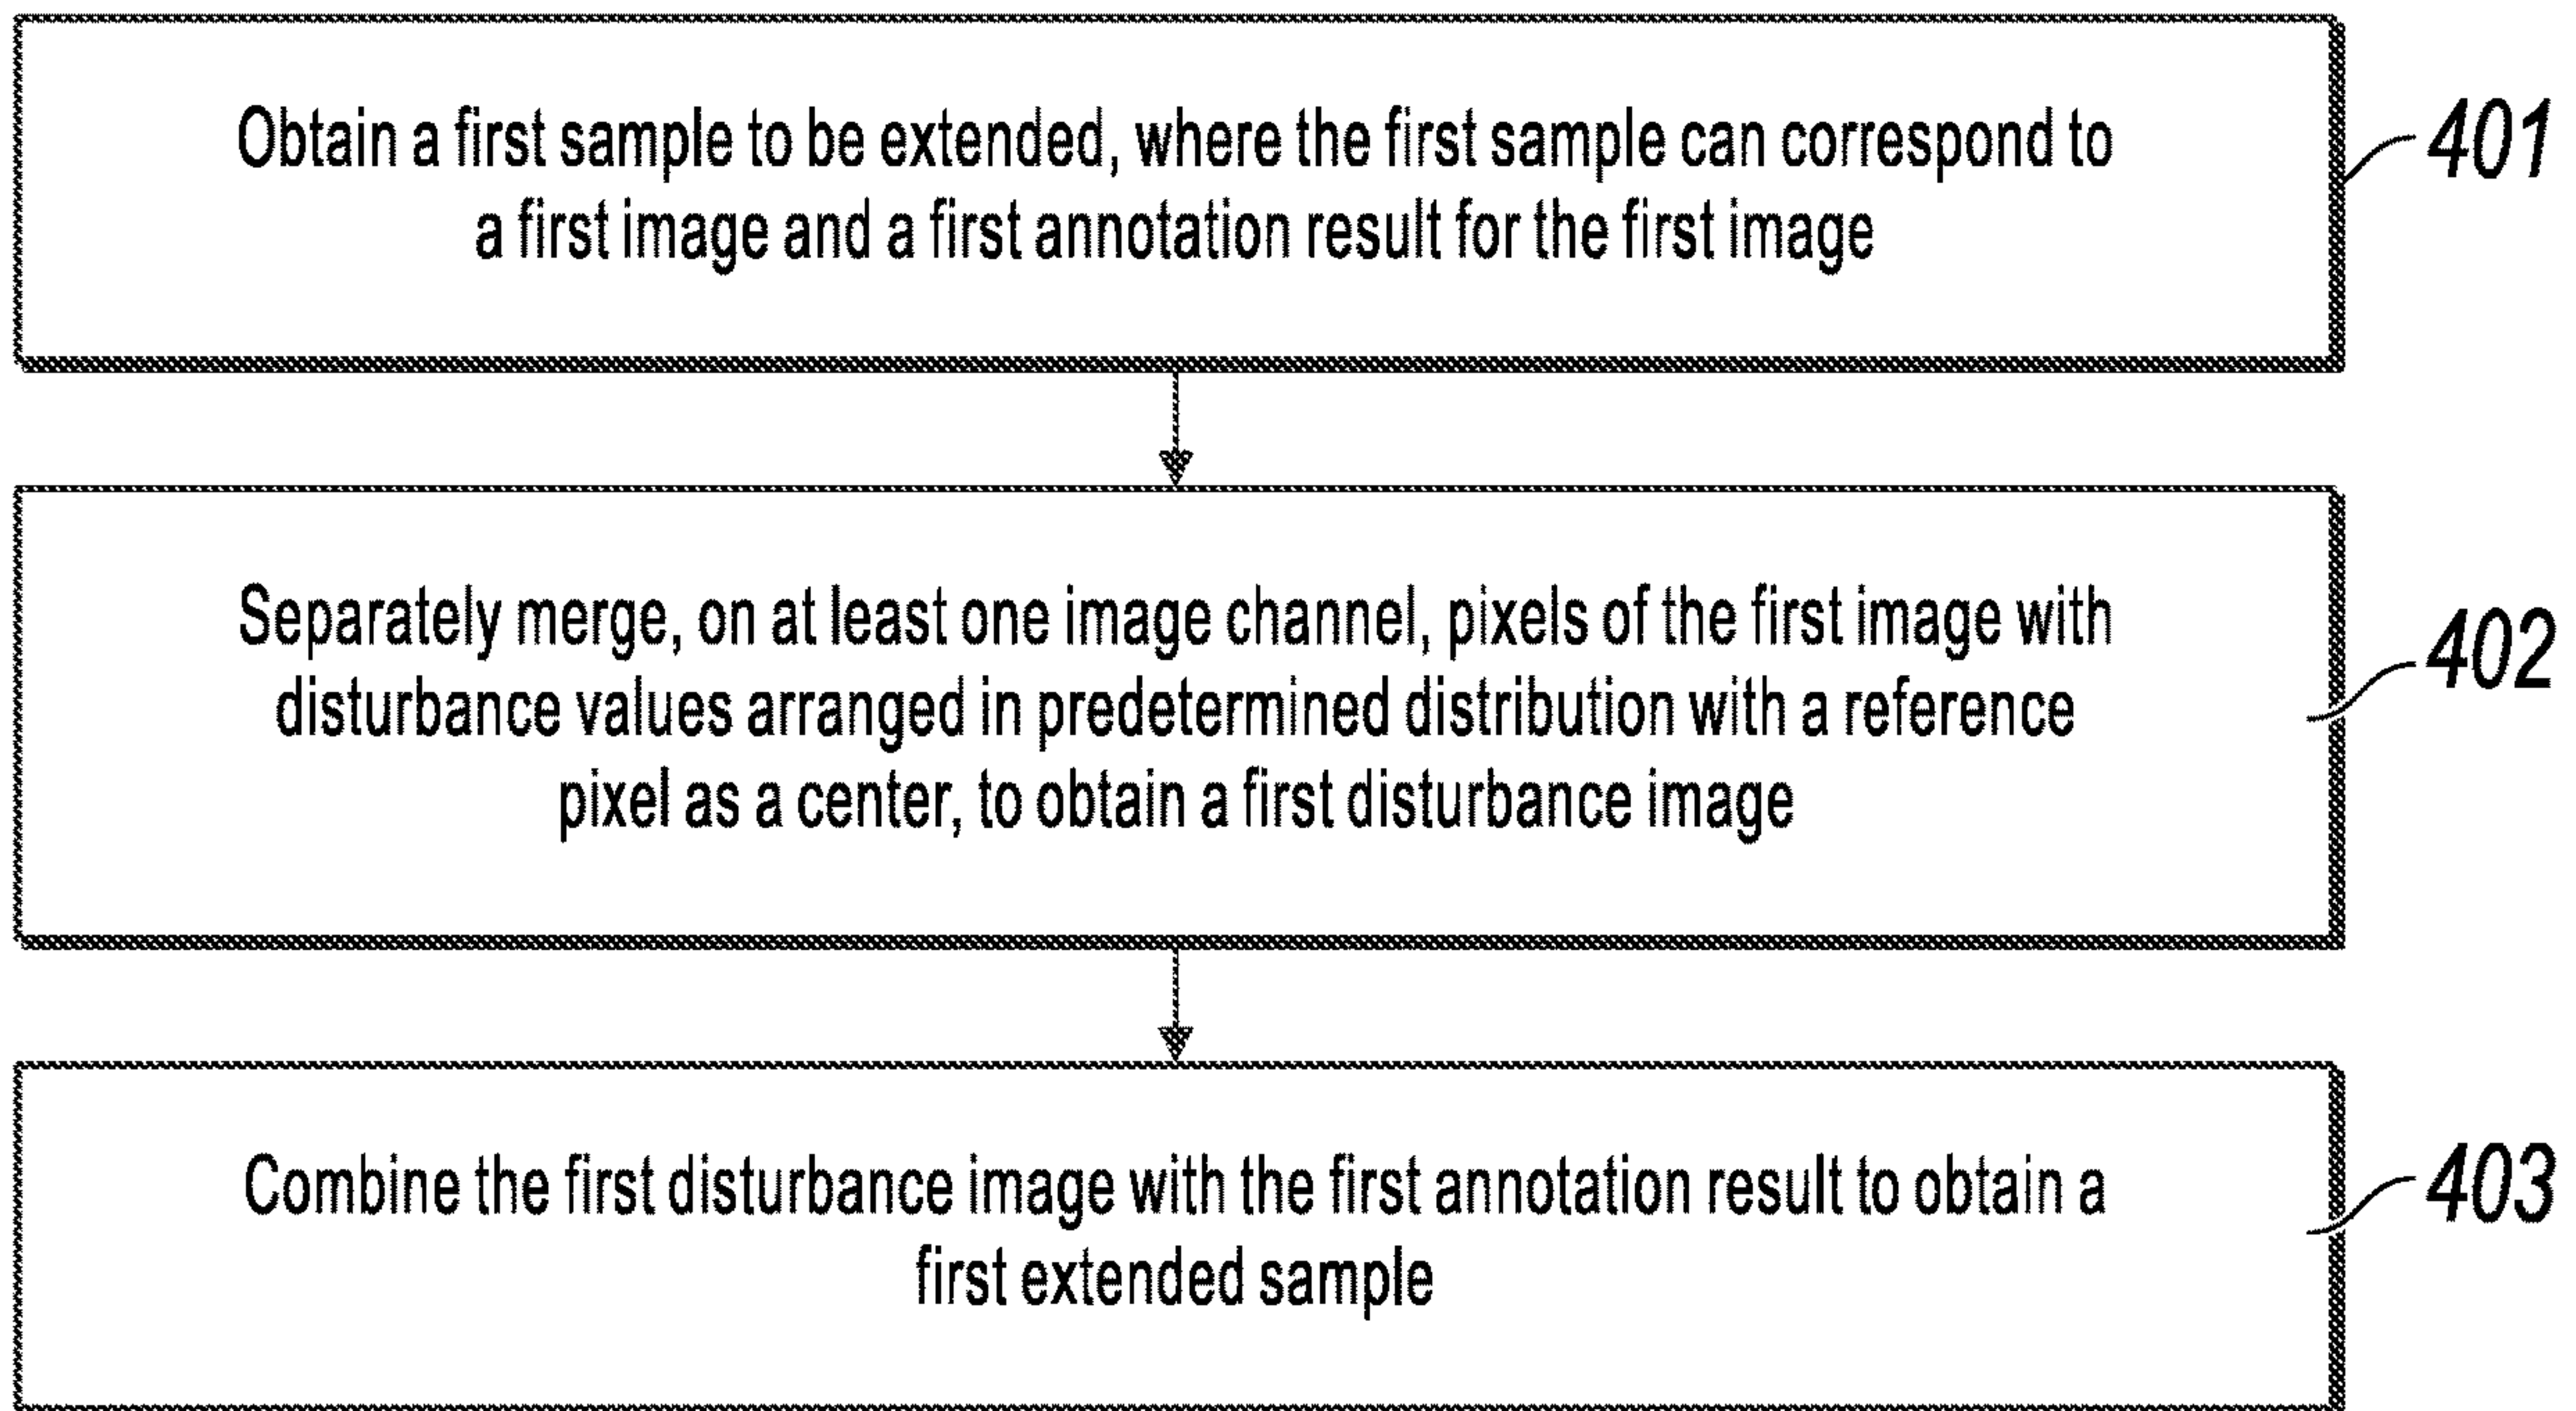 Obtain a first sample to be extended, where the first sample can correspond to
a first image and a first annotation result for the first image
401
Separately merge, on at least one image channel, pixels of the first image with
disturbance values arranged in predetermined distribution with a reference
pixel as a center, to obtain a first disturbance image
402
Combine the first disturbance image with the first annotation result to obtain a
first extended sample
403